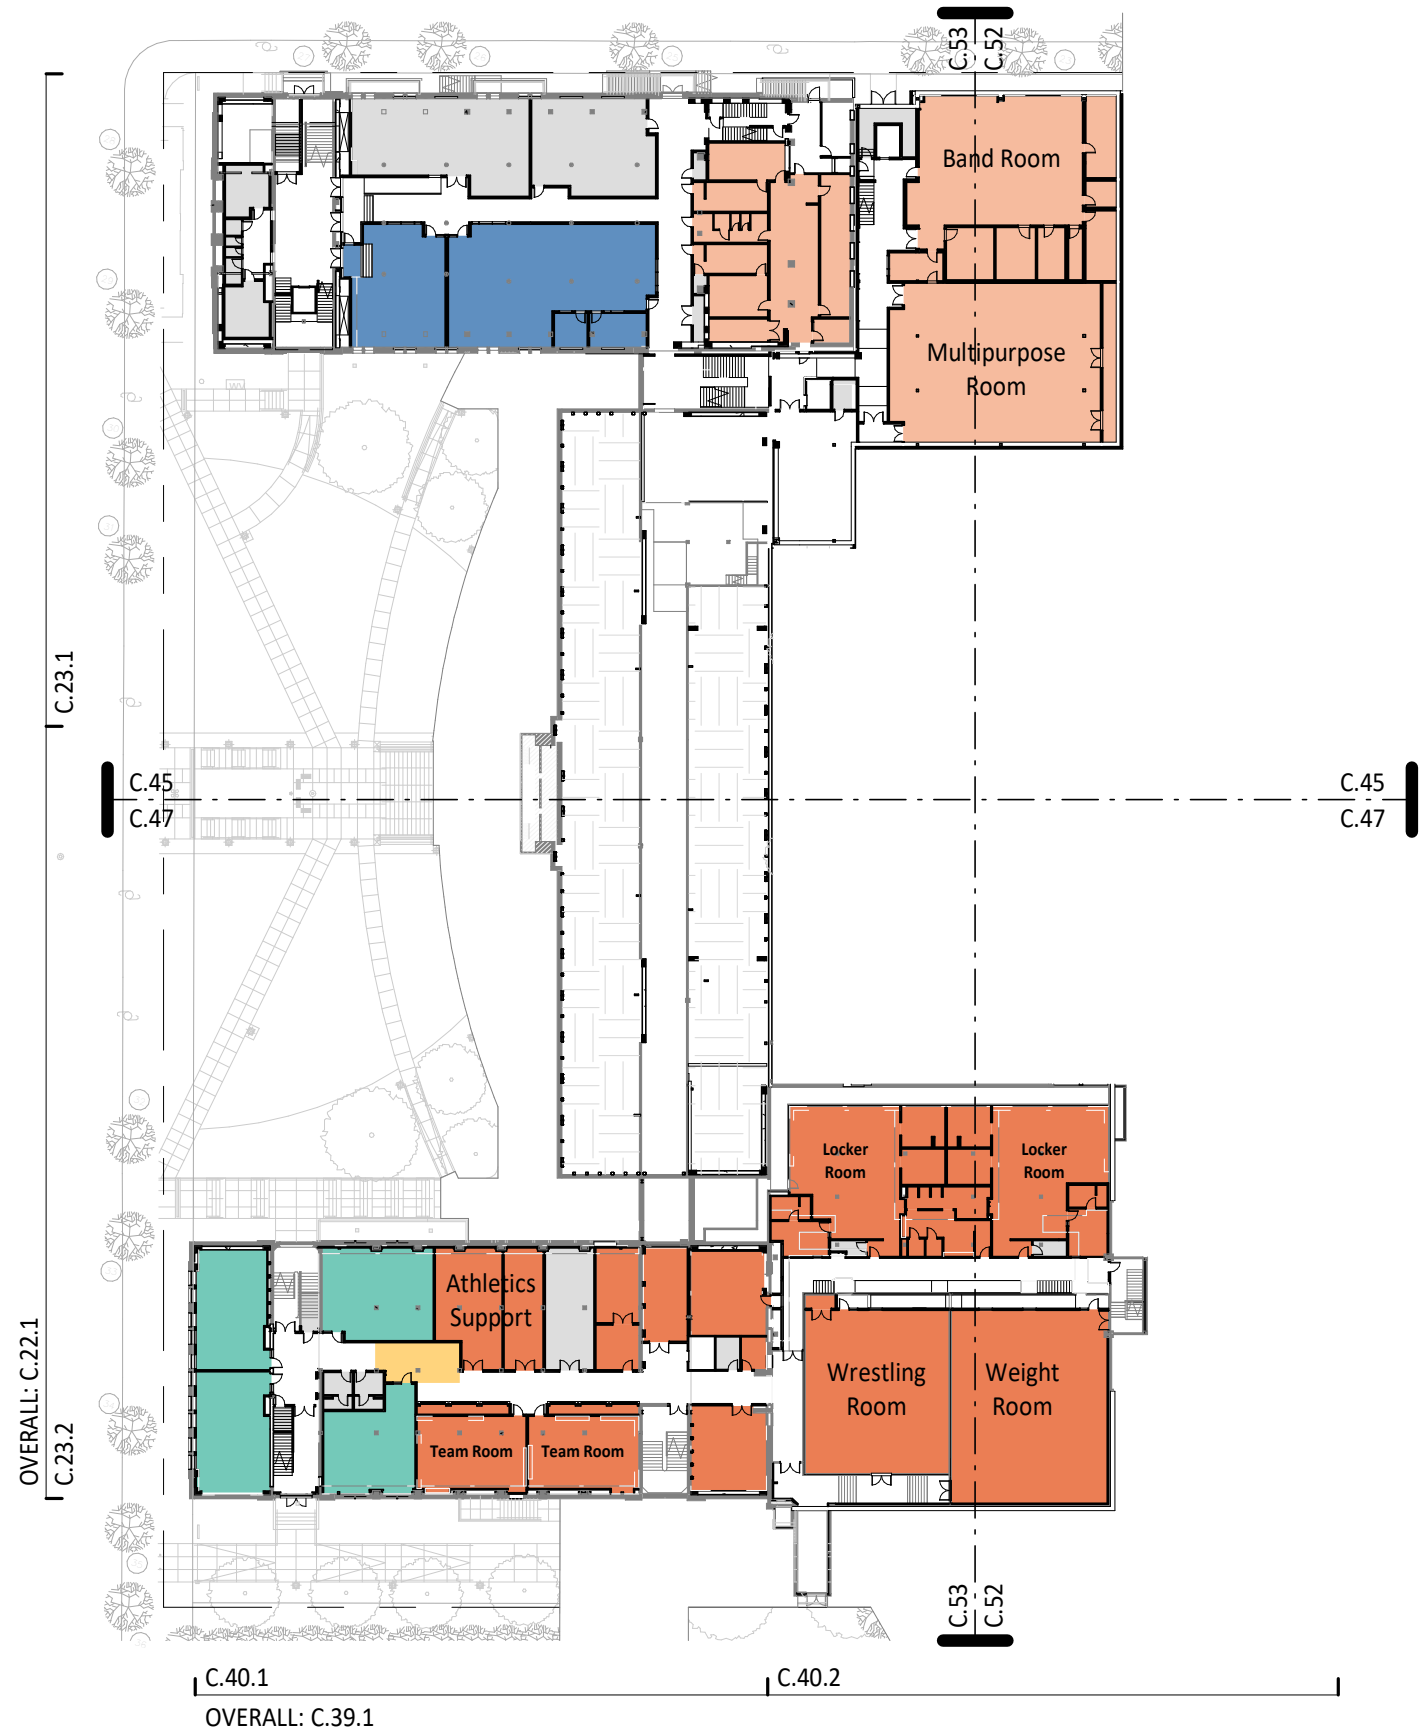 C.53
C.52
Band Room
Multipurpose
Room
C.23.1
C.45
C.47
C.45
C.47
Locker
Room
Locker
Room
Athletics
Support
Wrestling
Room
Weight
Room
Team Room
Team Room
OVERALL: C.22.1
C.23.2
C.53
C.52
C.40.1
C.40.2
OVERALL: C.39.1